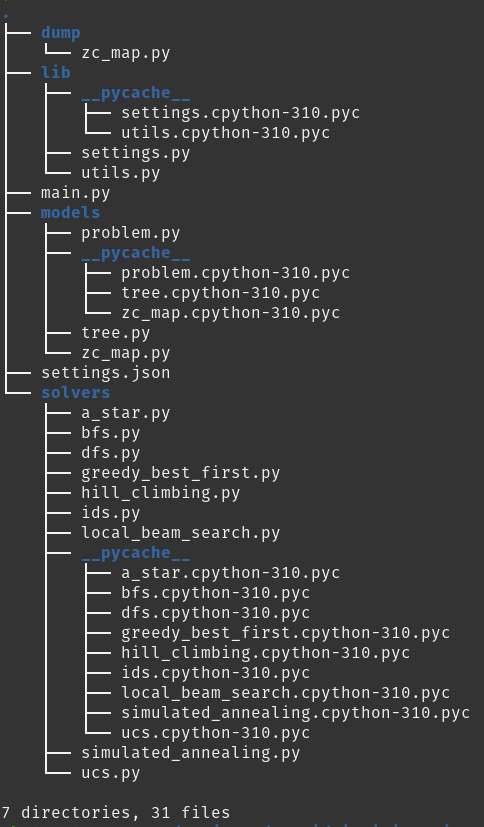 .
├── dump
│   └── zc_map.py
├── lib
│   ├── __pycache__
│   │   ├── settings.cpython-310.pyc
│   │   └── utils.cpython-310.pyc
│   ├── settings.py
│   └── utils.py
├── main.py
├── models
│   ├── problem.py
│   ├── __pycache__
│   │   ├── problem.cpython-310.pyc
│   │   ├── tree.cpython-310.pyc
│   │   └── zc_map.cpython-310.pyc
│   ├── tree.py
│   └── zc_map.py
├── settings.json
└── solvers
    ├── a_star.py
    ├── bfs.py
    ├── dfs.py
    ├── greedy_best_first.py
    ├── hill_climbing.py
    ├── ids.py
    ├── local_beam_search.py
    ├── __pycache__
    │   ├── a_star.cpython-310.pyc
    │   ├── bfs.cpython-310.pyc
    │   ├── dfs.cpython-310.pyc
    │   ├── greedy_best_first.cpython-310.pyc
    │   ├── hill_climbing.cpython-310.pyc
    │   ├── ids.cpython-310.pyc
    │   ├── local_beam_search.cpython-310.pyc
    │   ├── simulated_annealing.cpython-310.pyc
    │   └── ucs.cpython-310.pyc
    ├── simulated_annealing.py
    └── ucs.py

7 directories, 31 files